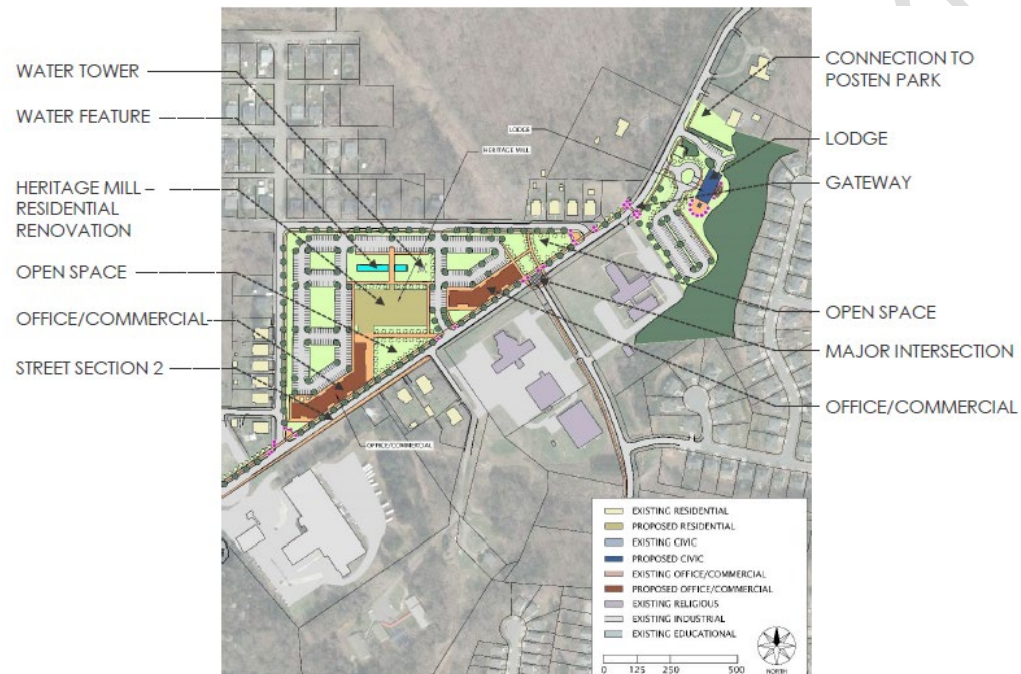 WATER TOWER
WATER FEATURE
HERITAGE MILL –
RESIDENTIAL
RENOVATION
OPEN SPACE
OFFICE/COMMERCIAL
STREET SECTION 2
LODGE
HERITAGE MILL
OFFICE/COMMERCIAL
CONNECTION TO
POSTEN PARK
LODGE
GATEWAY
OPEN SPACE
MAJOR INTERSECTION
OFFICE/COMMERCIAL
EXISTING RESIDENTIAL
PROPOSED RESIDENTIAL
EXISTING CIVIC
PROPOSED CIVIC
EXISTING OFFICE/COMMERCIAL
PROPOSED OFFICE/COMMERCIAL
EXISTING RELIGIOUS
EXISTING INDUSTRIAL
EXISTING EDUCATIONAL
0 125 250 500
NORTH